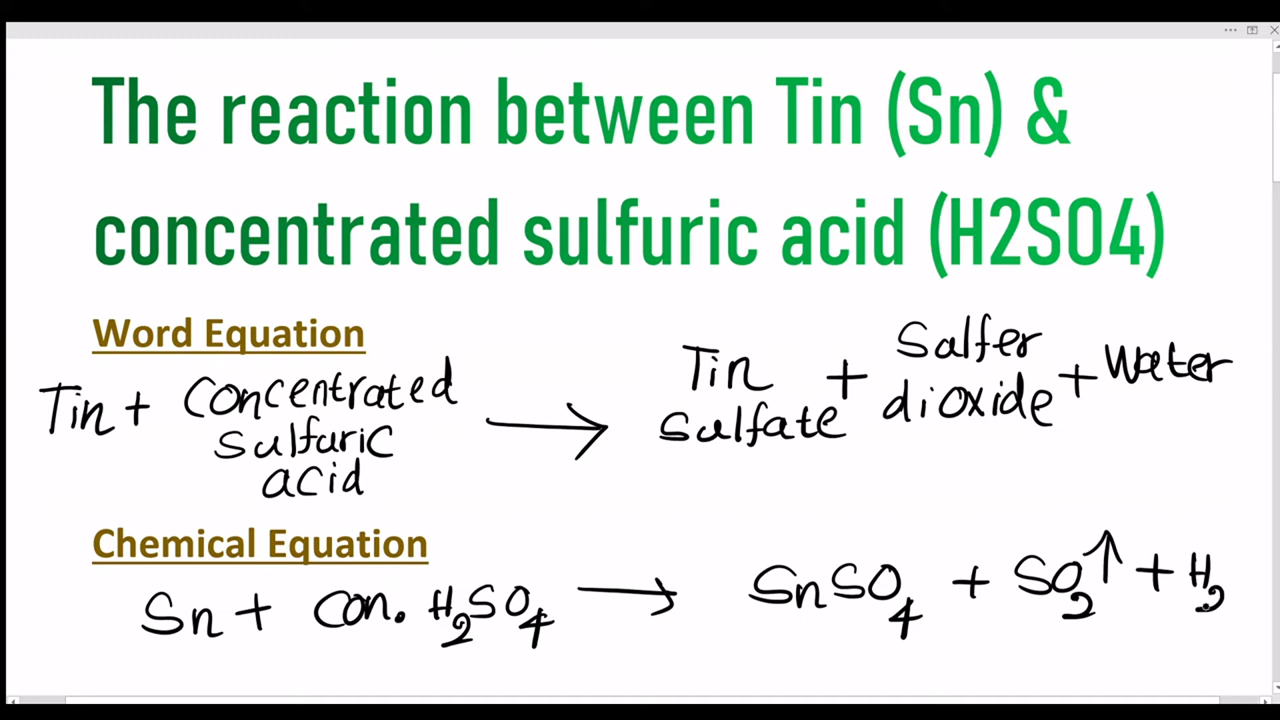 The reaction between Tin (Sn) &
concentrated sulfuric acid (H2SO4)
Word Equation
Tin + concentrated sulfuric acid → Tin sulfate + Salfer dioxide + Water
Chemical Equation
Sn + con. H₂SO₄ → SnSO₄ + SO₂↑ + H₂